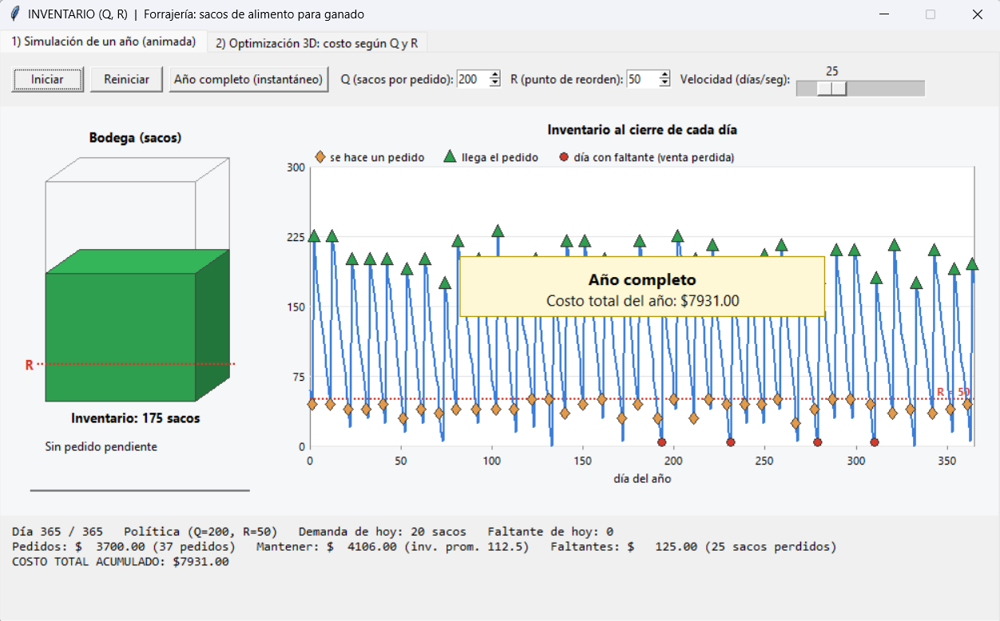 INVENTARIO (Q, R) | Forrajería: sacos de alimento para ganado
1) Simulación de un año (animada) 2) Optimización 3D: costo según Q y R
Iniciar Reiniciar Año completo (instantáneo) Q (sacos por pedido): 200 R (punto de reorden): 50 Velocidad (días/seg): 25
Bodega (sacos)
R
Inventario: 175 sacos
Sin pedido pendiente
Inventario al cierre de cada día
se hace un pedido llega el pedido día con faltante (venta perdida)
300
225
150
75
0
Año completo
Costo total del año: $7931.00
R = 50
0 50 100 150 200 250 300 350
día del año
Día 365 / 365 Política (Q=200, R=50) Demanda de hoy: 20 sacos Faltante de hoy: 0
Pedidos: $ 3700.00 (37 pedidos) Mantener: $ 4106.00 (inv. prom. 112.5) Faltantes: $ 125.00 (25 sacos perdidos)
COSTO TOTAL ACUMULADO: $7931.00